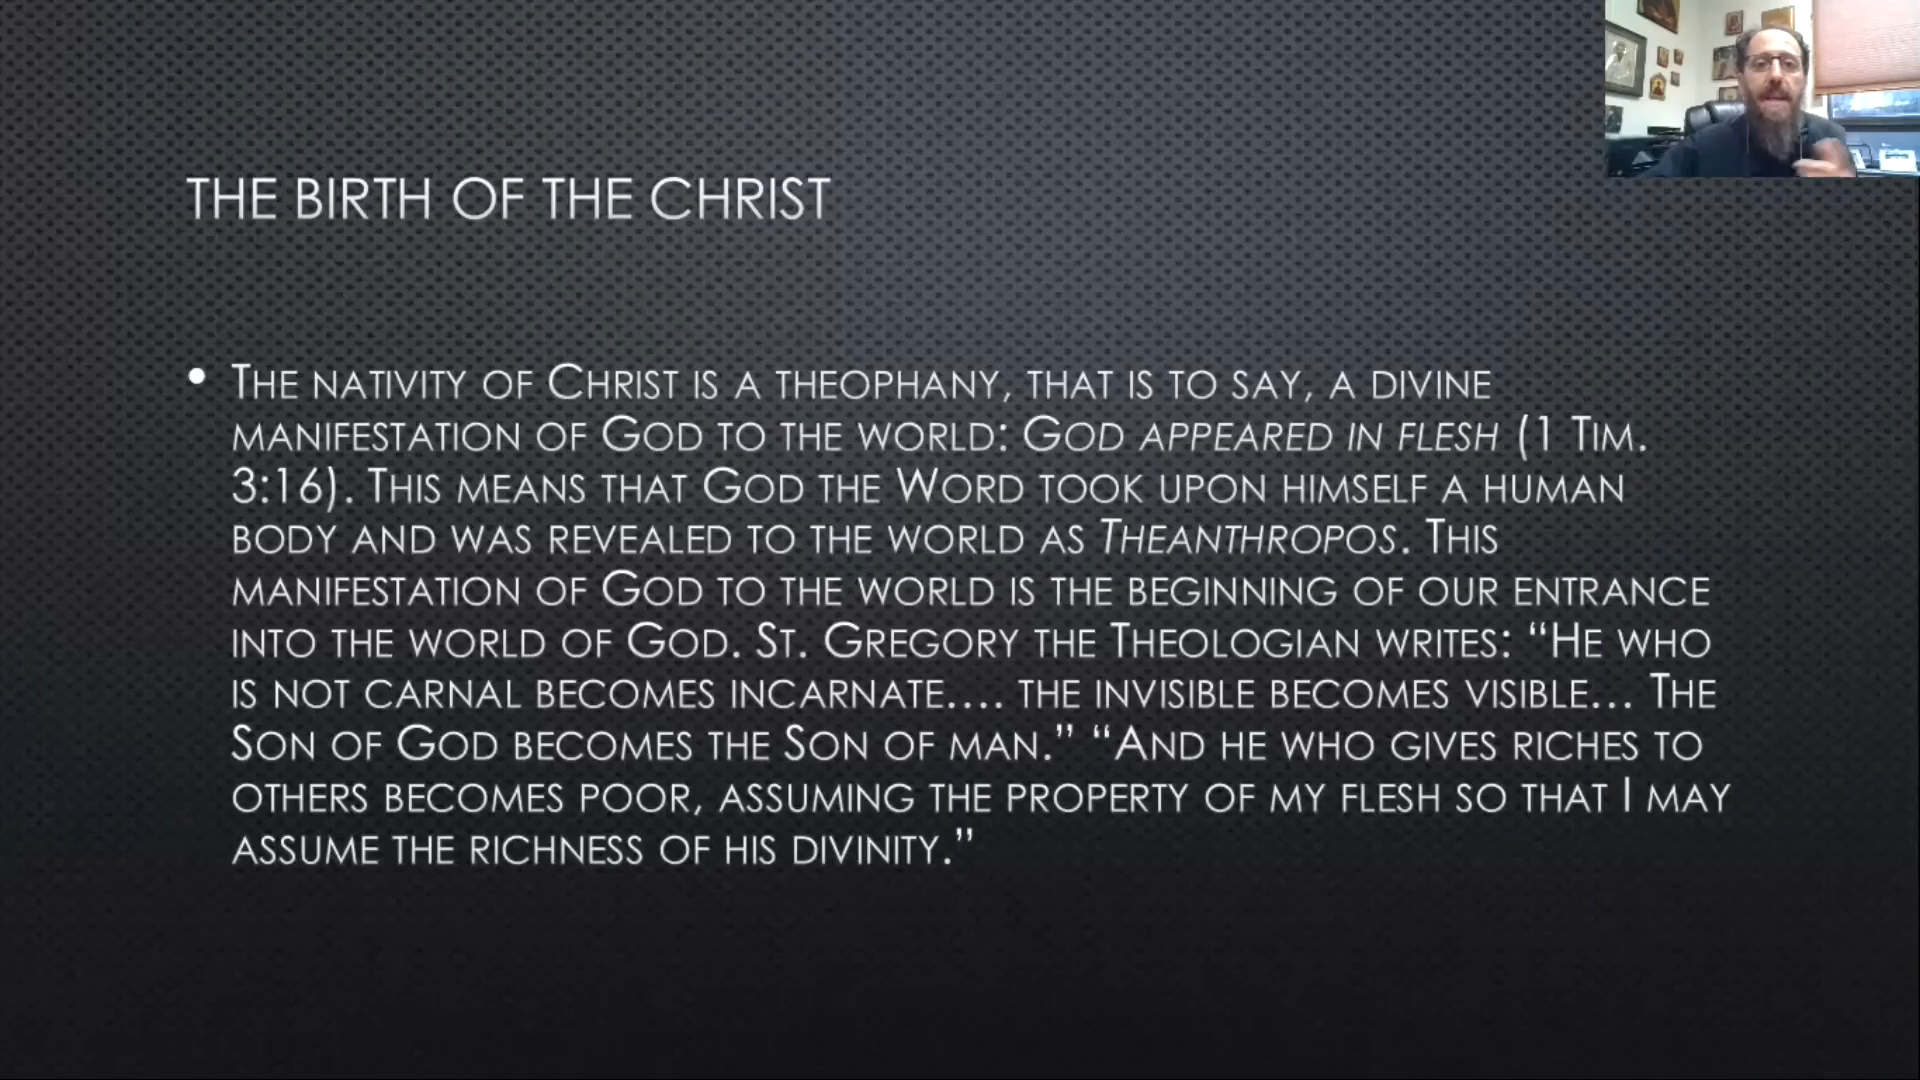 THE BIRTH OF THE CHRIST
• THE NATIVITY OF CHRIST IS A THEOPHANY, THAT IS TO SAY, A DIVINE
MANIFESTATION OF GOD TO THE WORLD: GOD APPEARED IN FLESH (1 TIM.
3:16). THIS MEANS THAT GOD THE WORD TOOK UPON HIMSELF A HUMAN
BODY AND WAS REVEALED TO THE WORLD AS THEANTHROPOS. THIS
MANIFESTATION OF GOD TO THE WORLD IS THE BEGINNING OF OUR ENTRANCE
INTO THE WORLD OF GOD. ST. GREGORY THE THEOLOGIAN WRITES: “HE WHO
IS NOT CARNAL BECOMES INCARNATE.... THE INVISIBLE BECOMES VISIBLE... THE
SON OF GOD BECOMES THE SON OF MAN.” “AND HE WHO GIVES RICHES TO
OTHERS BECOMES POOR, ASSUMING THE PROPERTY OF MY FLESH SO THAT I MAY
ASSUME THE RICHNESS OF HIS DIVINITY.”